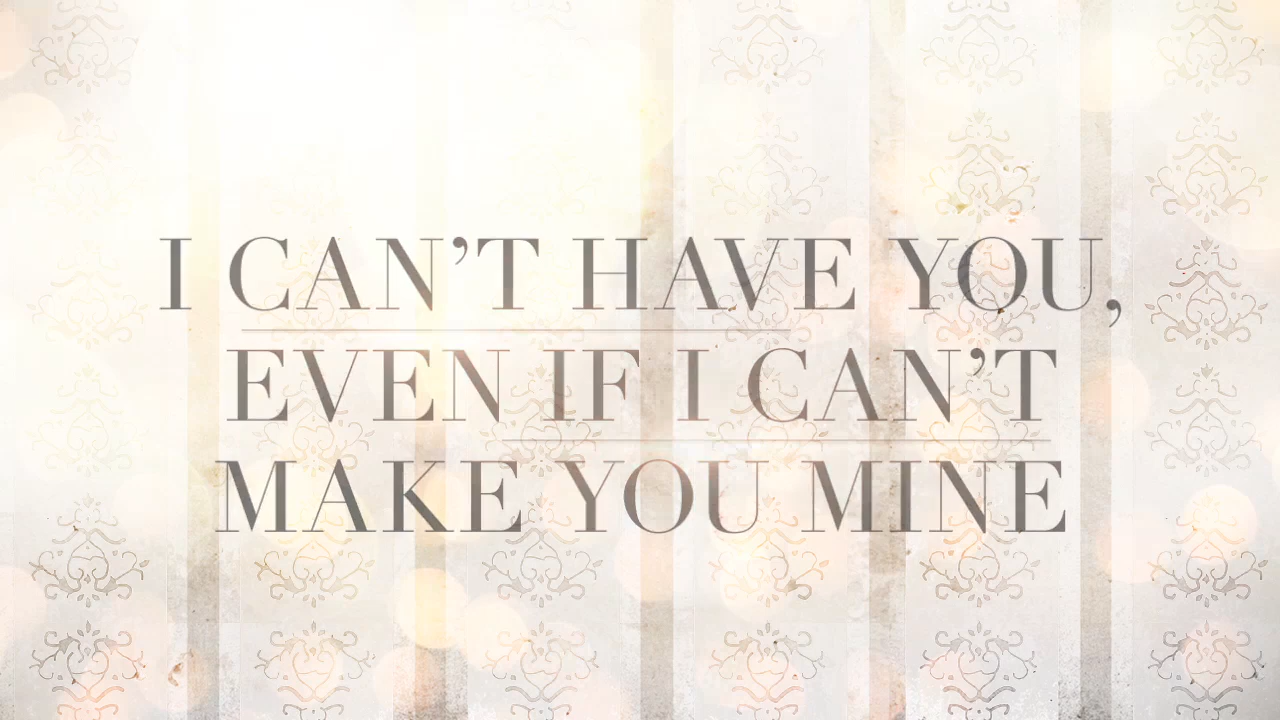 I CAN’T HAVE YOU,
EVEN IF I CAN’T
MAKE YOU MINE